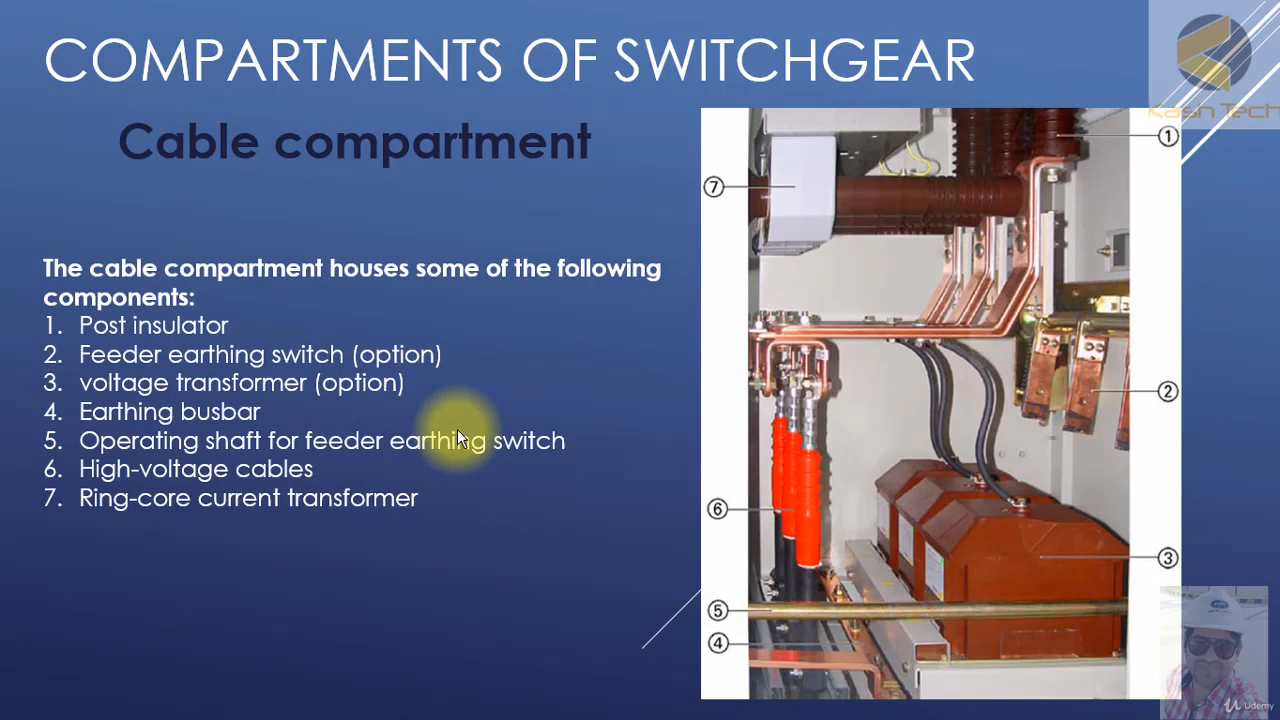 COMPARTMENTS OF SWITCHGEAR
Kash Tech
Cable compartment
The cable compartment houses some of the following
components:
1. Post insulator
2. Feeder earthing switch (option)
3. voltage transformer (option)
4. Earthing busbar
5. Operating shaft for feeder earthing switch
6. High-voltage cables
7. Ring-core current transformer
1
7
2
6
3
5
4
Udemy